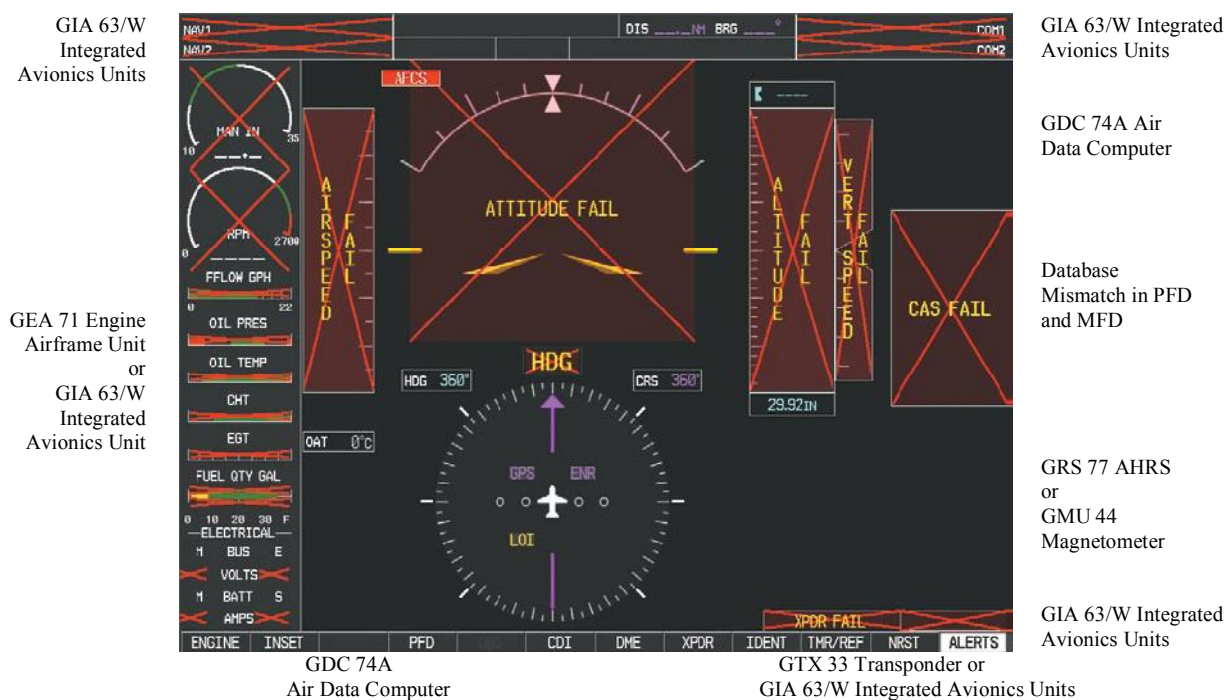 GIA 63/W
Integrated
Avionics Units
GEA 71 Engine
Airframe Unit
or
GIA 63/W
Integrated
Avionics Unit
NAV1
NAV2
DIS __._NM BRG ___°
COM1
COM2
AFCS
MAN IN
10
35
RPM
0
2700
FFLOW GPH
0 22
OIL PRES
OIL TEMP
CHT
EGT
FUEL QTY GAL
0 10 20 30 F
ELECTRICAL
M BUS E
VOLTS
M BATT S
AMPS
AIRSPEED FAIL
ATTITUDE FAIL
ALTITUDE FAIL
VERT SPEED FAIL
CAS FAIL
29.92IN
HDG
HDG 360°
CRS 360°
OAT 0°C
GPS ENR
LOI
XPDR FAIL
ENGINE INSET PFD CDI DME XPDR IDENT TMR/REF NRST ALERTS
GIA 63/W Integrated
Avionics Units
GDC 74A Air
Data Computer
Database
Mismatch in PFD
and MFD
GRS 77 AHRS
or
GMU 44
Magnetometer
GIA 63/W Integrated
Avionics Units
GDC 74A
Air Data Computer
GTX 33 Transponder or
GIA 63/W Integrated Avionics Units